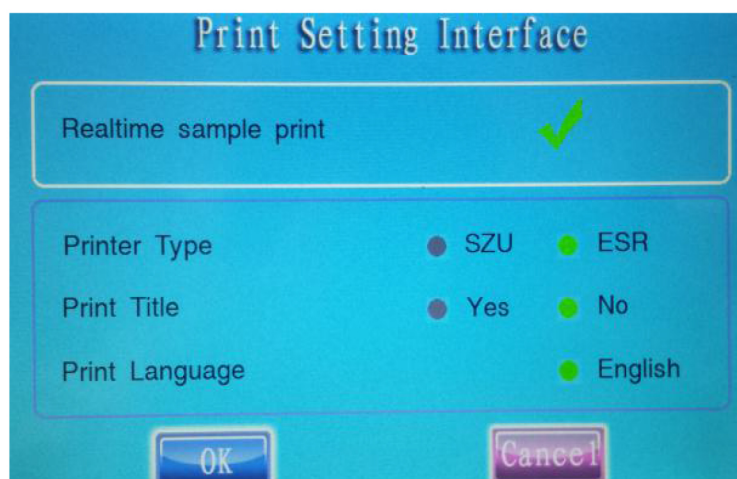 Print Setting Interface
Realtime sample print
Printer Type SZU ESR
Print Title Yes No
Print Language English
OK Cancel